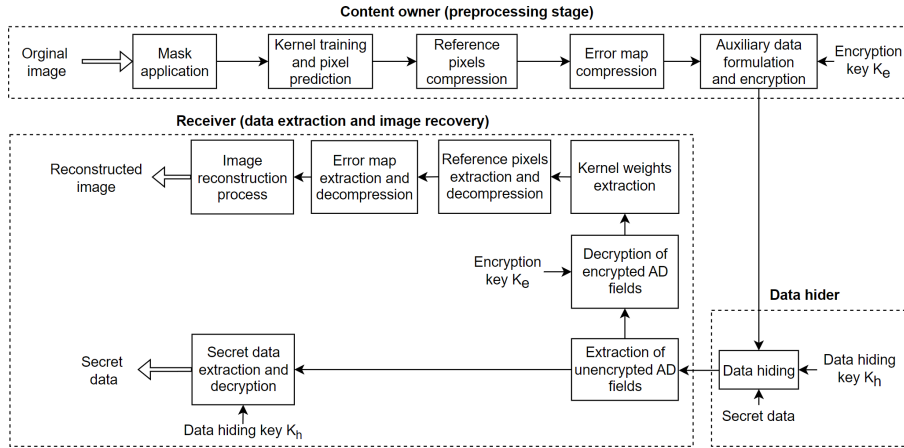 Content owner (preprocessing stage)
Orginal
image
Mask
application
Kernel training
and pixel
prediction
Reference
pixels
compression
Error map
compression
Auxiliary data
formulation
and encryption
Encryption
key Ke
Receiver (data extraction and image recovery)
Reconstructed
image
Image
reconstruction
process
Error map
extraction and
decompression
Reference pixels
extraction and
decompression
Kernel weights
extraction
Encryption
key Ke
Decryption of
encrypted AD
fields
Data hider
Secret
data
Secret data
extraction and
decryption
Extraction of
unencrypted AD
fields
Data hiding
Data hiding
key Kh
Secret data
Data hiding key Kh